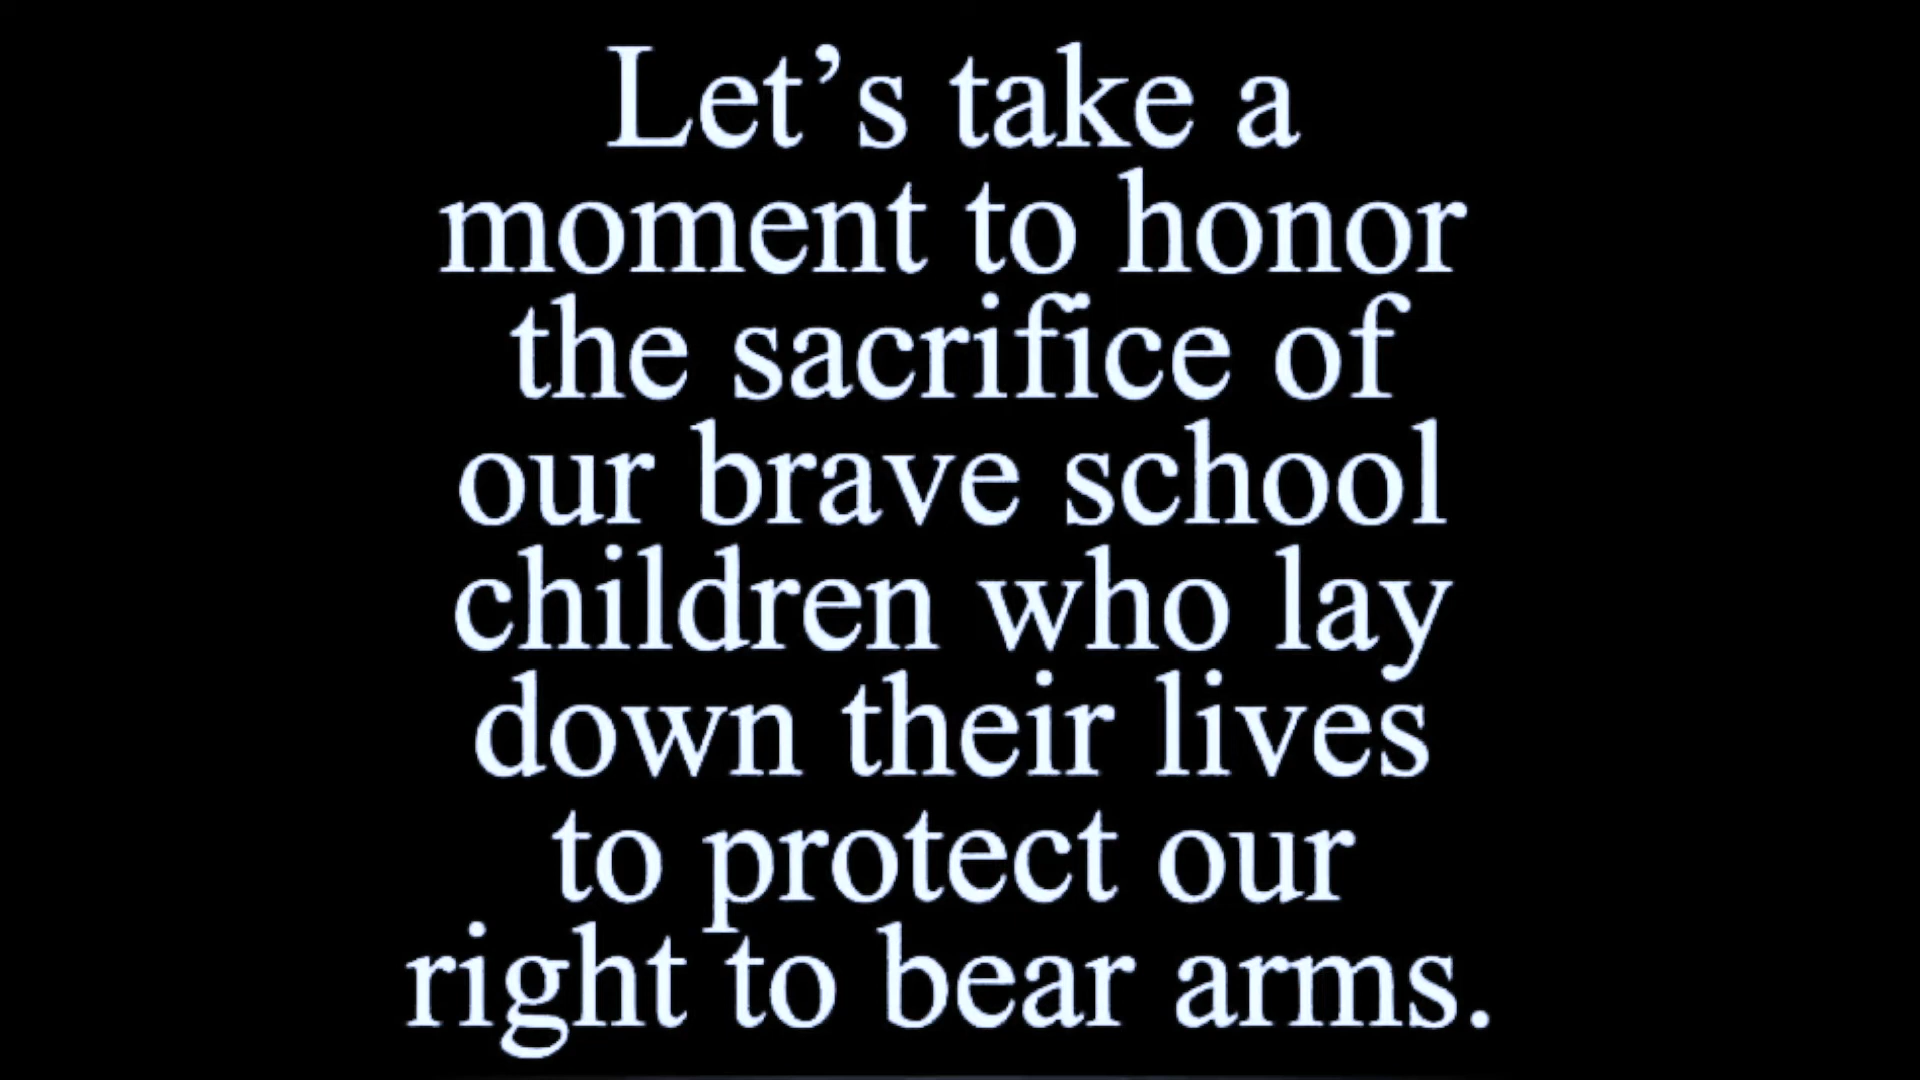 Let’s take a
moment to honor
the sacrifice of
our brave school
children who lay
down their lives
to protect our
right to bear arms.